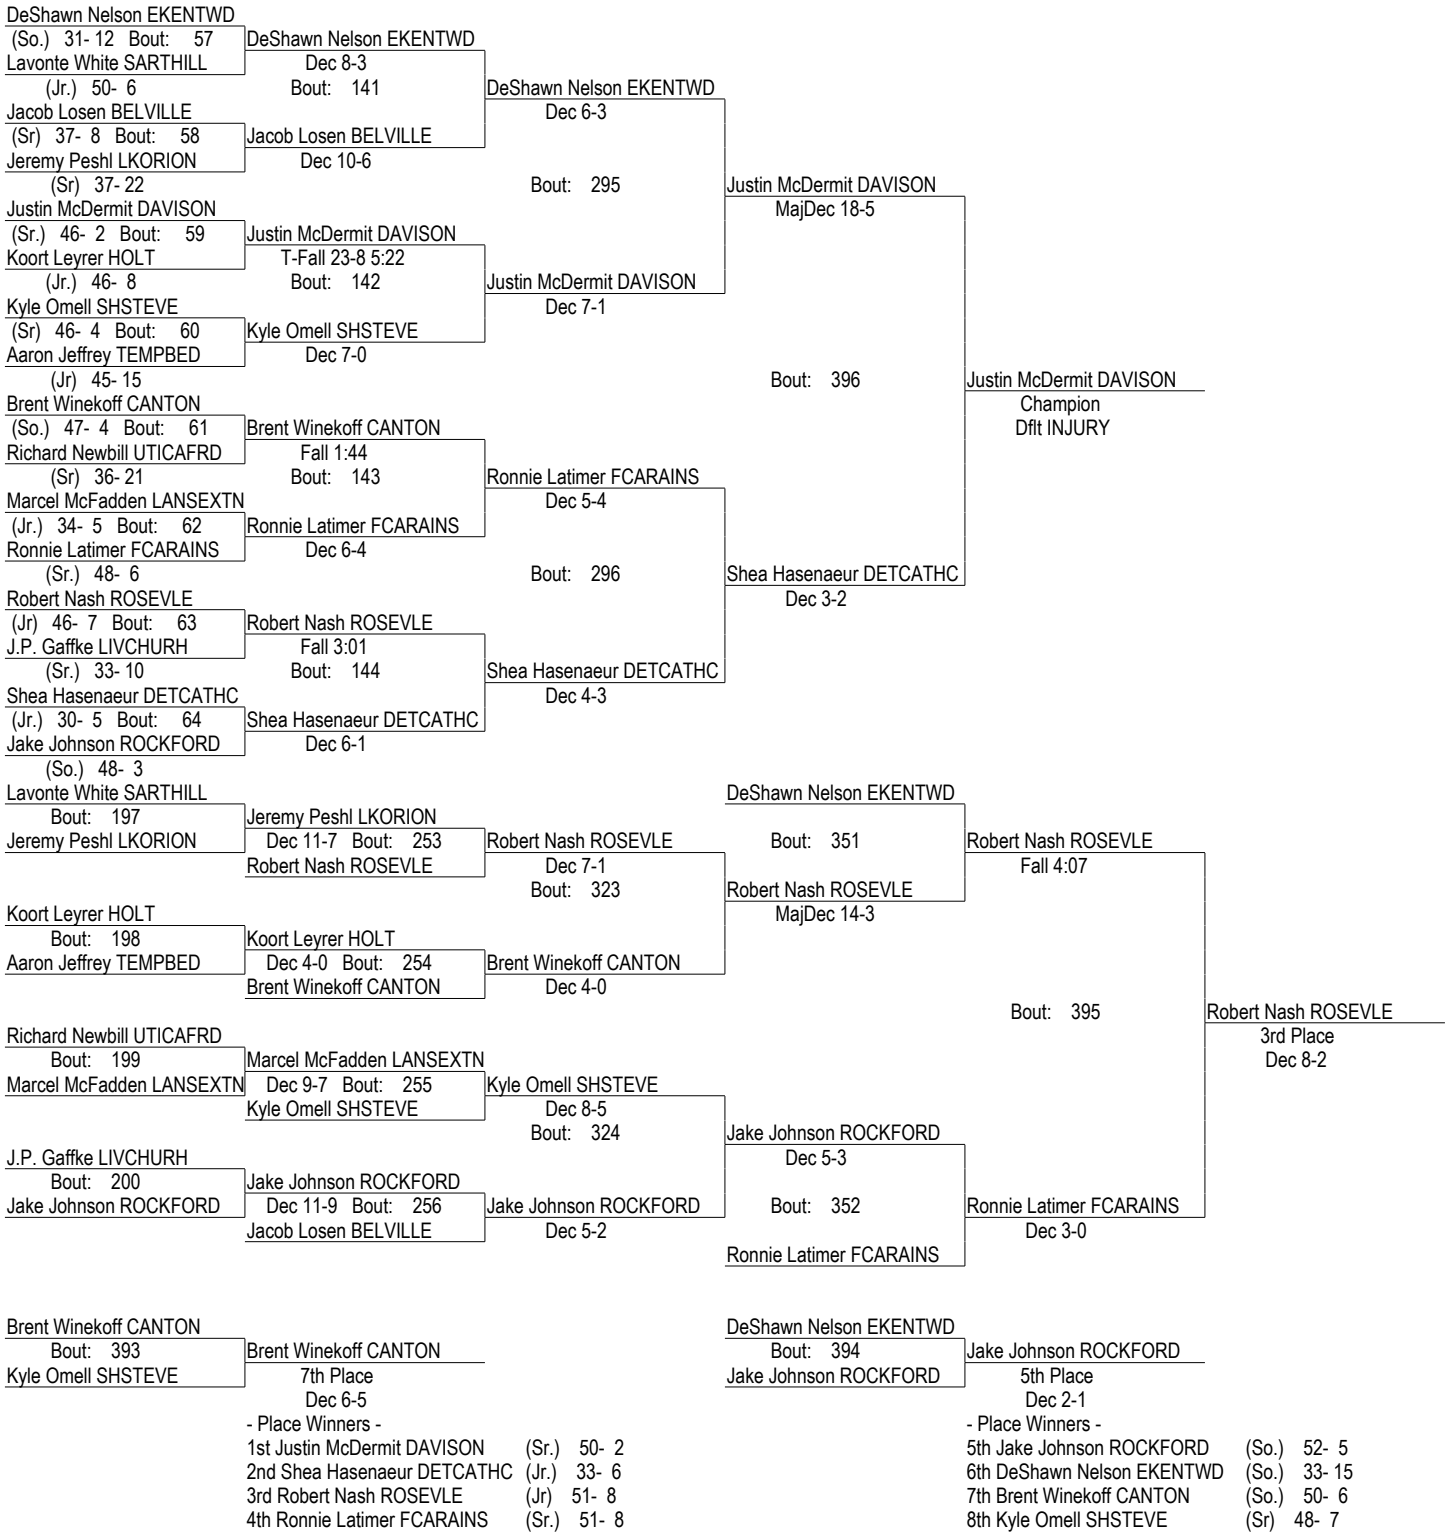 DeShawn Nelson EKENTWD
(So.) 31- 12 Bout: 57 DeShawn Nelson EKENTWD
Lavonte White SARTHILL Dec 8-3
(Jr.) 50- 6 Bout: 141 DeShawn Nelson EKENTWD
Jacob Losen BELVILLE Dec 6-3
(Sr) 37- 8 Bout: 58 Jacob Losen BELVILLE
Jeremy Peshl LKORION Dec 10-6
(Sr) 37- 22 Bout: 295 Justin McDermit DAVISON
Justin McDermit DAVISON MajDec 18-5
(Sr.) 46- 2 Bout: 59 Justin McDermit DAVISON
Koort Leyrer HOLT T-Fall 23-8 5:22
(Jr.) 46- 8 Bout: 142 Justin McDermit DAVISON
Kyle Omell SHSTEVE Dec 7-1
(Sr) 46- 4 Bout: 60 Kyle Omell SHSTEVE
Aaron Jeffrey TEMPBED Dec 7-0
(Jr) 45- 15 Bout: 396 Justin McDermit DAVISON
Brent Winekoff CANTON Champion
(So.) 47- 4 Bout: 61 Brent Winekoff CANTON Dflt INJURY
Richard Newbill UTICAFRD Fall 1:44
(Sr) 36- 21 Bout: 143 Ronnie Latimer FCARAINS
Marcel McFadden LANSEXTN Dec 5-4
(Jr.) 34- 5 Bout: 62 Ronnie Latimer FCARAINS
Ronnie Latimer FCARAINS Dec 6-4
(Sr.) 48- 6 Bout: 296 Shea Hasenaeur DETCATHC
Robert Nash ROSEVLE Dec 3-2
(Jr) 46- 7 Bout: 63 Robert Nash ROSEVLE
J.P. Gaffke LIVCHURH Fall 3:01
(Sr.) 33- 10 Bout: 144 Shea Hasenaeur DETCATHC
Shea Hasenaeur DETCATHC Dec 4-3
(Jr.) 30- 5 Bout: 64 Shea Hasenaeur DETCATHC
Jake Johnson ROCKFORD Dec 6-1
(So.) 48- 3
Lavonte White SARTHILL DeShawn Nelson EKENTWD
Bout: 197 Jeremy Peshl LKORION
Jeremy Peshl LKORION Dec 11-7 Bout: 253 Robert Nash ROSEVLE Bout: 351 Robert Nash ROSEVLE
Robert Nash ROSEVLE Dec 7-1 Fall 4:07
Bout: 323 Robert Nash ROSEVLE
Koort Leyrer HOLT MajDec 14-3
Bout: 198 Koort Leyrer HOLT
Aaron Jeffrey TEMPBED Dec 4-0 Bout: 254 Brent Winekoff CANTON
Brent Winekoff CANTON Dec 4-0
Bout: 395 Robert Nash ROSEVLE
Richard Newbill UTICAFRD 3rd Place
Bout: 199 Marcel McFadden LANSEXTN Dec 8-2
Marcel McFadden LANSEXTN Dec 9-7 Bout: 255 Kyle Omell SHSTEVE
Kyle Omell SHSTEVE Dec 8-5
Bout: 324 Jake Johnson ROCKFORD
J.P. Gaffke LIVCHURH Dec 5-3
Bout: 200 Jake Johnson ROCKFORD
Jake Johnson ROCKFORD Dec 11-9 Bout: 256 Jake Johnson ROCKFORD Bout: 352 Ronnie Latimer FCARAINS
Jacob Losen BELVILLE Dec 5-2 Dec 3-0
Ronnie Latimer FCARAINS
Brent Winekoff CANTON DeShawn Nelson EKENTWD
Bout: 393 Brent Winekoff CANTON Bout: 394 Jake Johnson ROCKFORD
Kyle Omell SHSTEVE 7th Place Jake Johnson ROCKFORD 5th Place
Dec 6-5 Dec 2-1
- Place Winners - - Place Winners -
1st Justin McDermit DAVISON (Sr.) 50- 2 5th Jake Johnson ROCKFORD (So.) 52- 5
2nd Shea Hasenaeur DETCATHC (Jr.) 33- 6 6th DeShawn Nelson EKENTWD (So.) 33- 15
3rd Robert Nash ROSEVLE (Jr) 51- 8 7th Brent Winekoff CANTON (So.) 50- 6
4th Ronnie Latimer FCARAINS (Sr.) 51- 8 8th Kyle Omell SHSTEVE (Sr) 48- 7